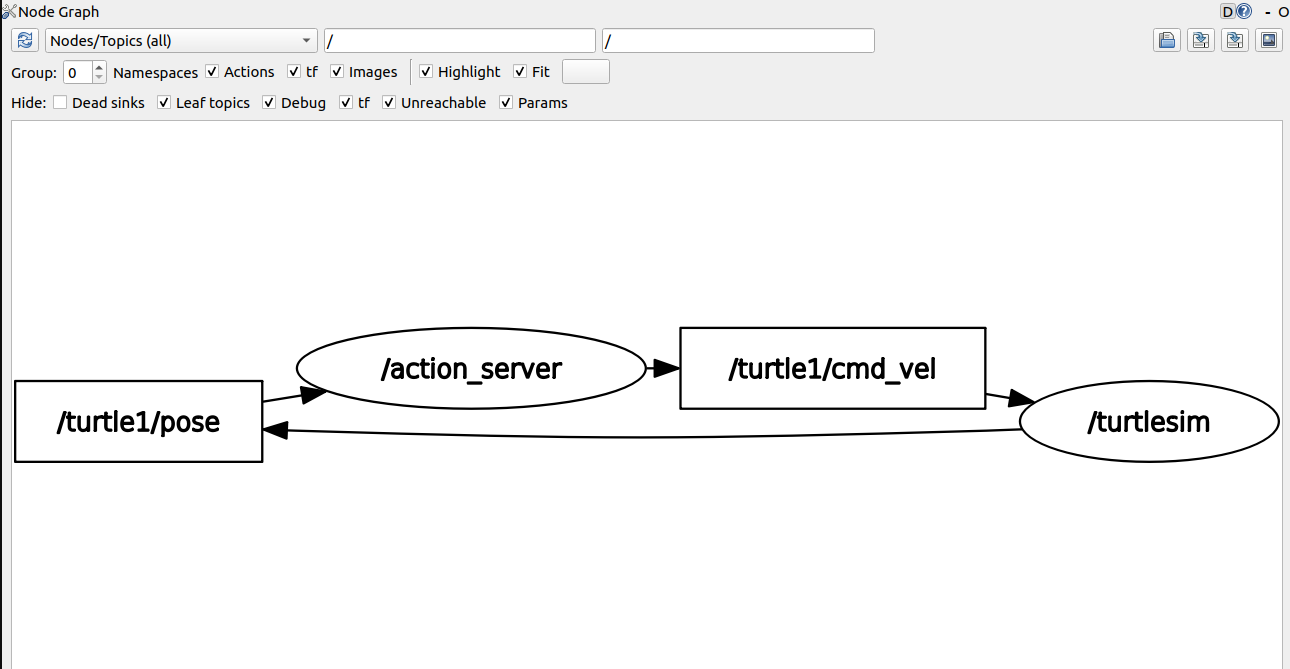 Node Graph D - O
Nodes/Topics (all) / /
Group: 0 Namespaces Actions tf Images Highlight Fit
Hide: Dead sinks Leaf topics Debug tf Unreachable Params
/action_server
/turtle1/cmd_vel
/turtle1/pose
/turtlesim